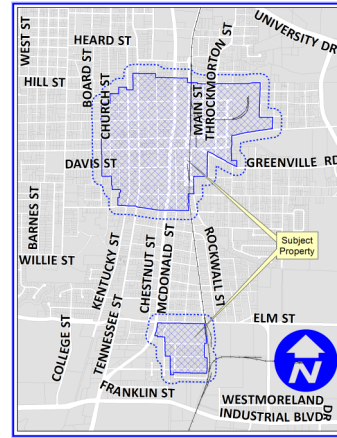 WEST ST
HEARD ST
UNIVERSITY DR
HILL ST
BOARD ST
CHURCH ST
MAIN ST
THROCKMORTON ST
DAVIS ST
GREENVILLE RD
BARNES ST
WILLIE ST
KENTUCKY ST
CHESTNUT ST
MCDONALD ST
ROCKWALL ST
Subject
Property
COLLEGE ST
TENNESSEE ST
ELM ST
FRANKLIN ST
N
WESTMORELAND
INDUSTRIAL BLVD
DR